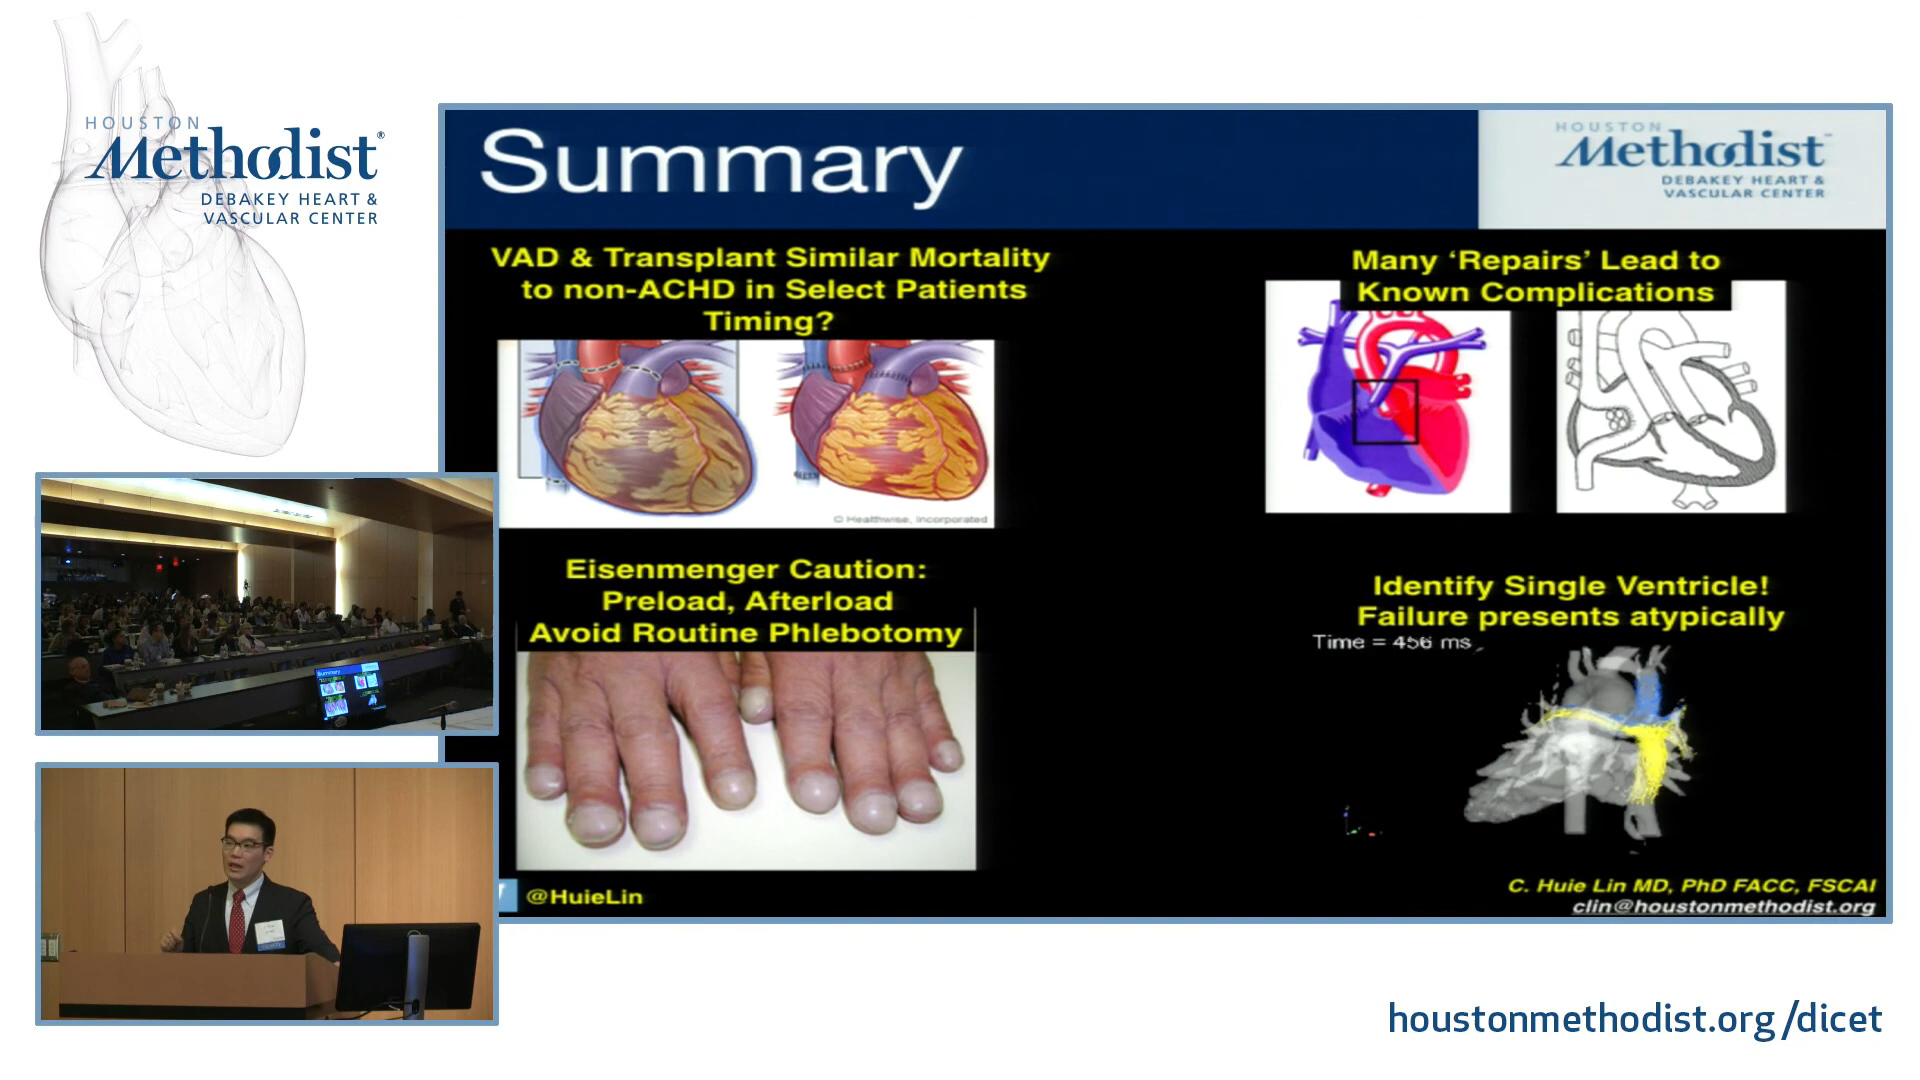 HOUSTON
Methodist®
DEBAKEY HEART &
VASCULAR CENTER
Summary
HOUSTON
Methodist
DEBAKEY HEART &
VASCULAR CENTER
VAD & Transplant Similar Mortality
to non-ACHD in Select Patients
Timing?
© Healthwise, Incorporated
Many ‘Repairs’ Lead to
Known Complications
Eisenmenger Caution:
Preload, Afterload
Avoid Routine Phlebotomy
Identify Single Ventricle!
Failure presents atypically
Time = 456 ms
@HuieLin
C. Huie Lin MD, PhD FACC, FSCAI
clin@houstonmethodist.org
Summary
houstonmethodist.org/dicet